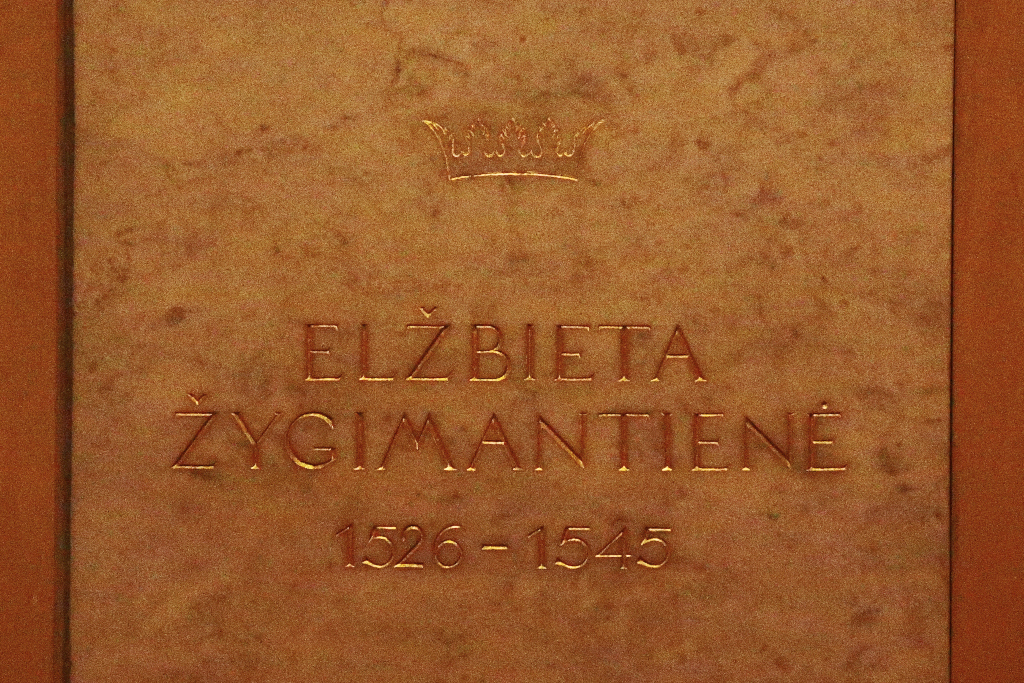 ELŽBIETA
ŽYGIMANTIENĖ
1526 – 1545